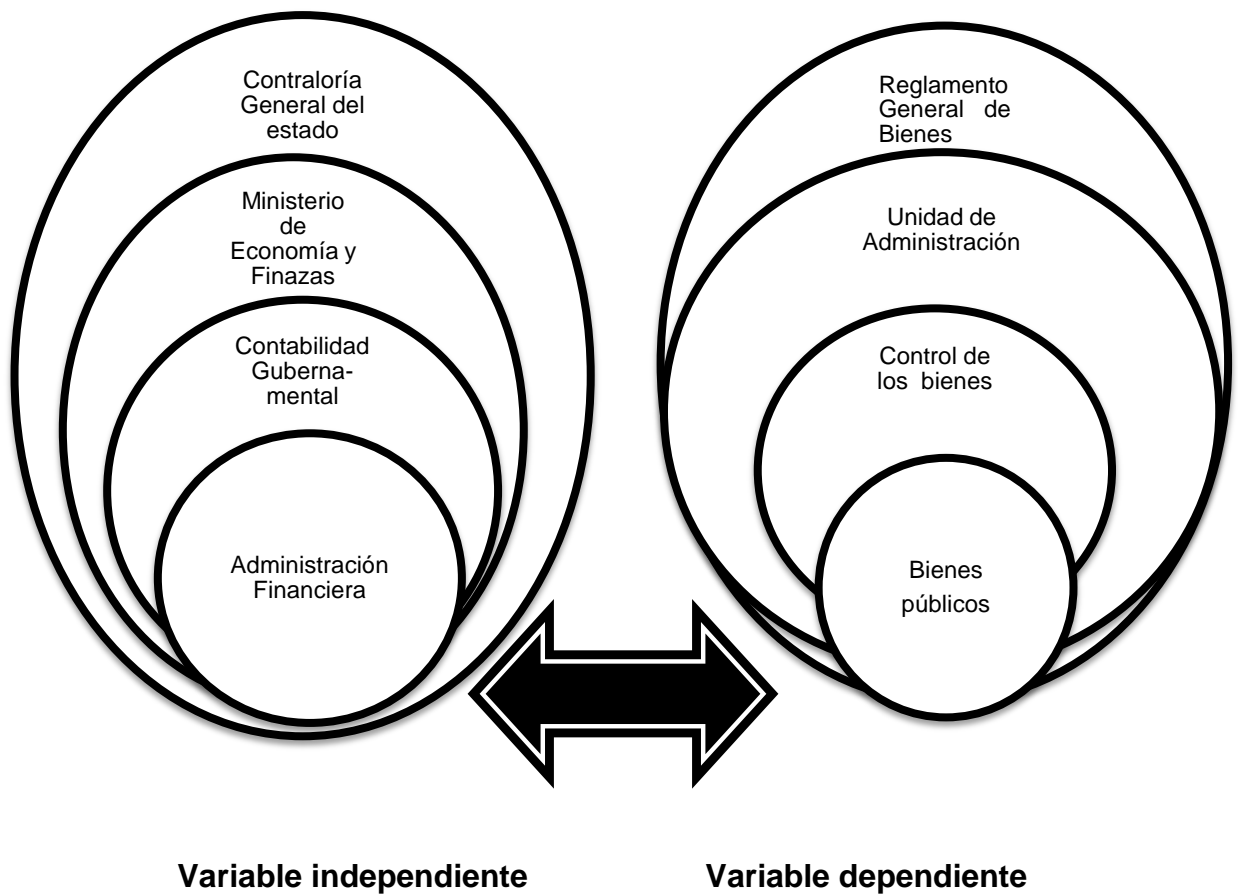 Contraloría
General del
estado
Ministerio
de
Economía y
Finazas
Contabilidad
Guberna-
mental
Administración
Financiera
Reglamento
General de
Bienes
Unidad de
Administración
Control de
los bienes
Bienes
públicos
Variable independiente
Variable dependiente